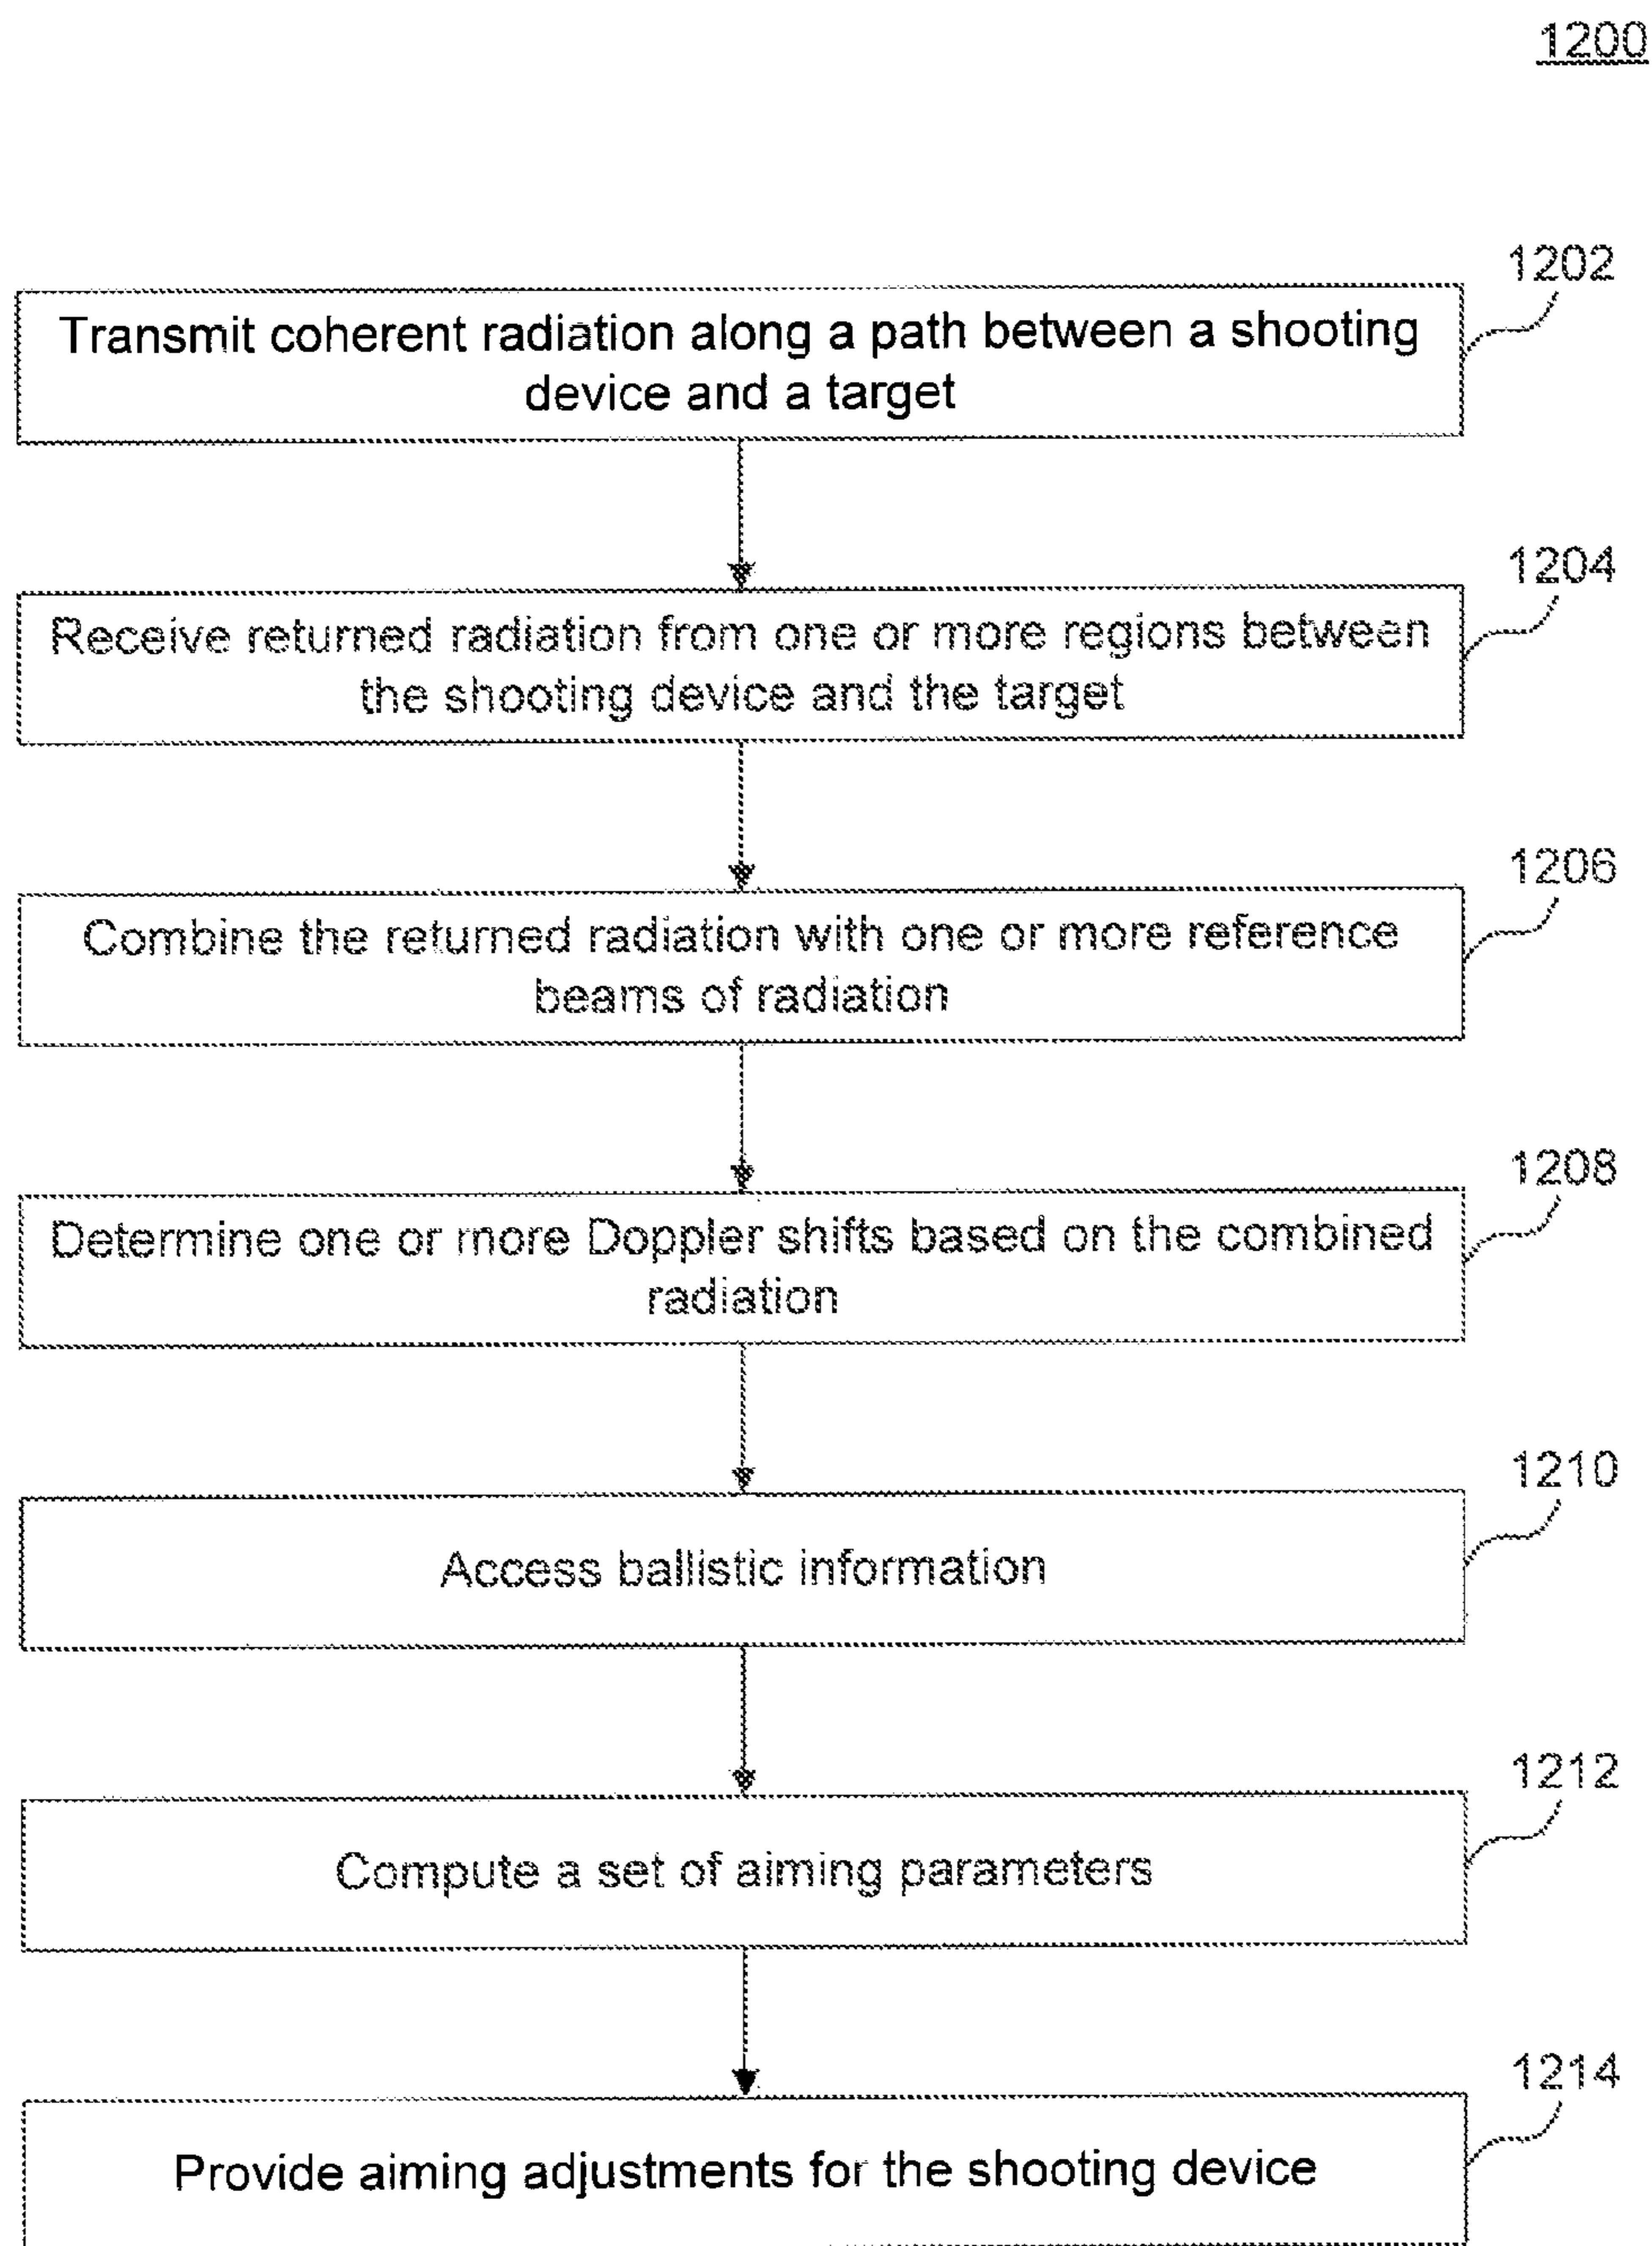 1200
1202
Transmit coherent radiation along a path between a shooting
device and a target
1204
Receive returned radiation from one or more regions between
the shooting device and the target
1206
Combine the returned radiation with one or more reference
beams of radiation
1208
Determine one or more Doppler shifts based on the combined
radiation
1210
Access ballistic information
1212
Compute a set of aiming parameters
1214
Provide aiming adjustments for the shooting device